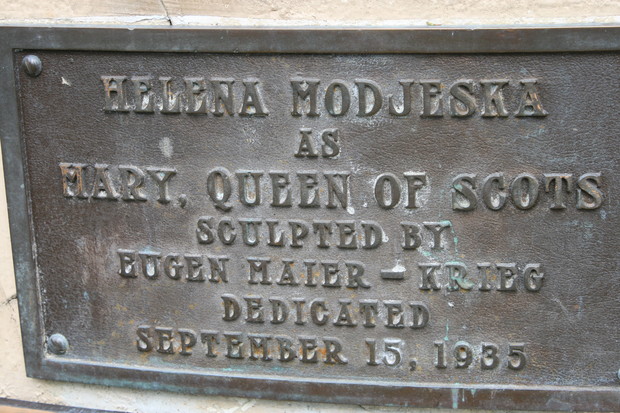 HELENA MODJESKA
AS
MARY, QUEEN OF SCOTS
SCULPTED BY
EUGEN MAIER - KRIEG
DEDICATED
SEPTEMBER 15, 1935